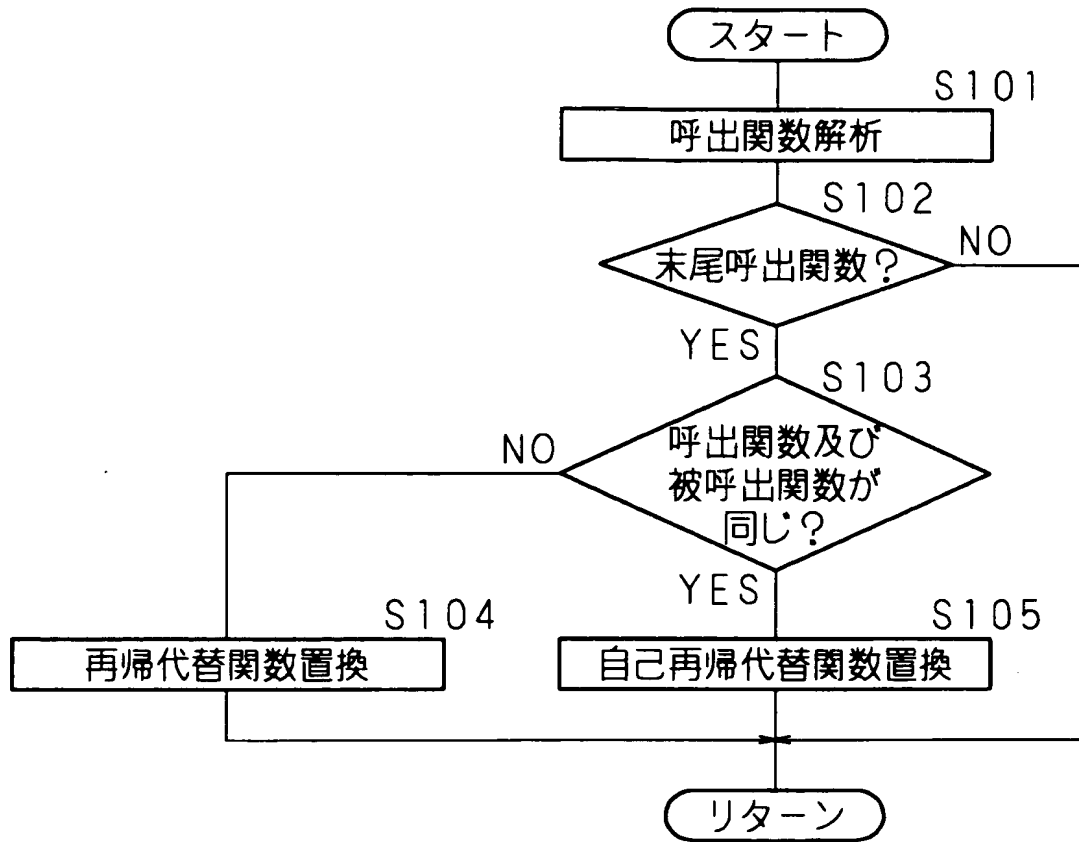 スタート
S101
呼出関数解析
S102
末尾呼出関数?
NO
YES
S103
呼出関数及び
被呼出関数が
同じ?
NO
YES
S104
再帰代替関数置換
S105
自己再帰代替関数置換
リターン